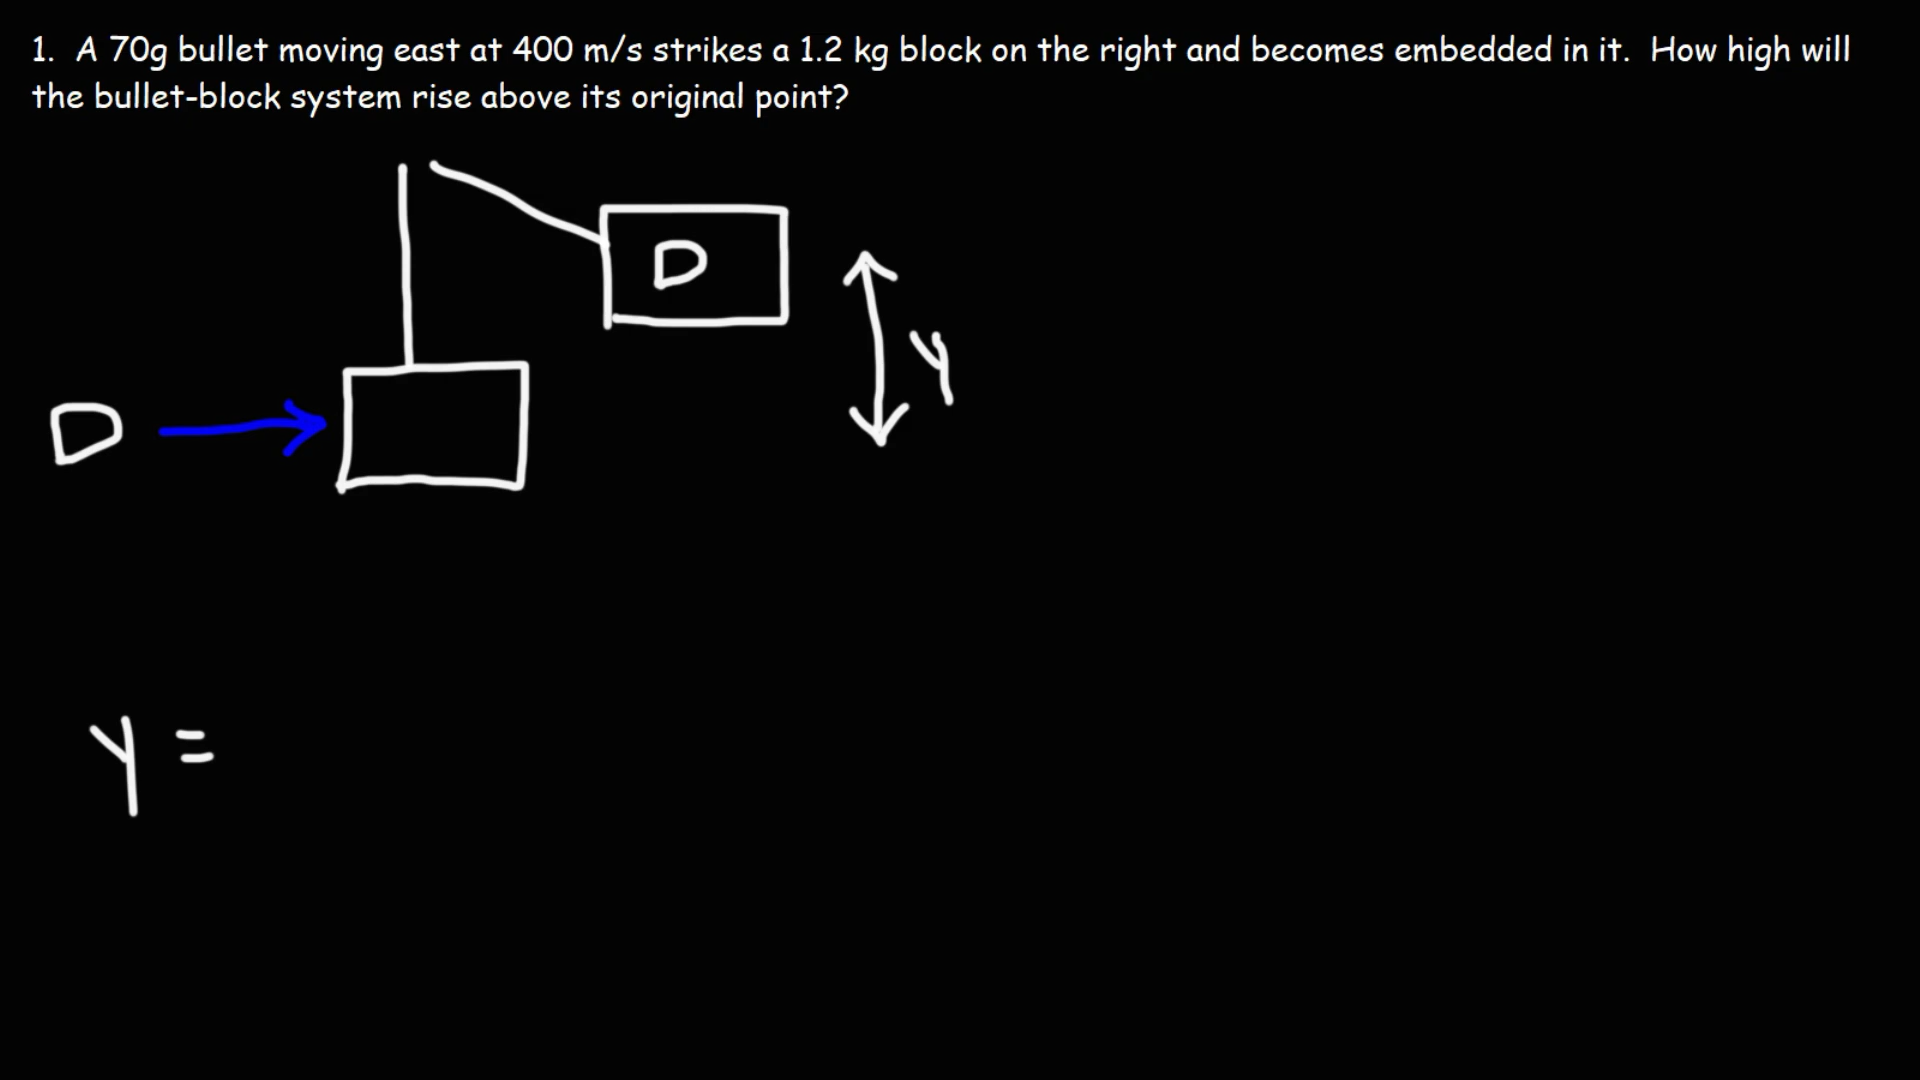 1. A 70g bullet moving east at 400 m/s strikes a 1.2 kg block on the right and becomes embedded in it. How high will
the bullet-block system rise above its original point?
y
y =